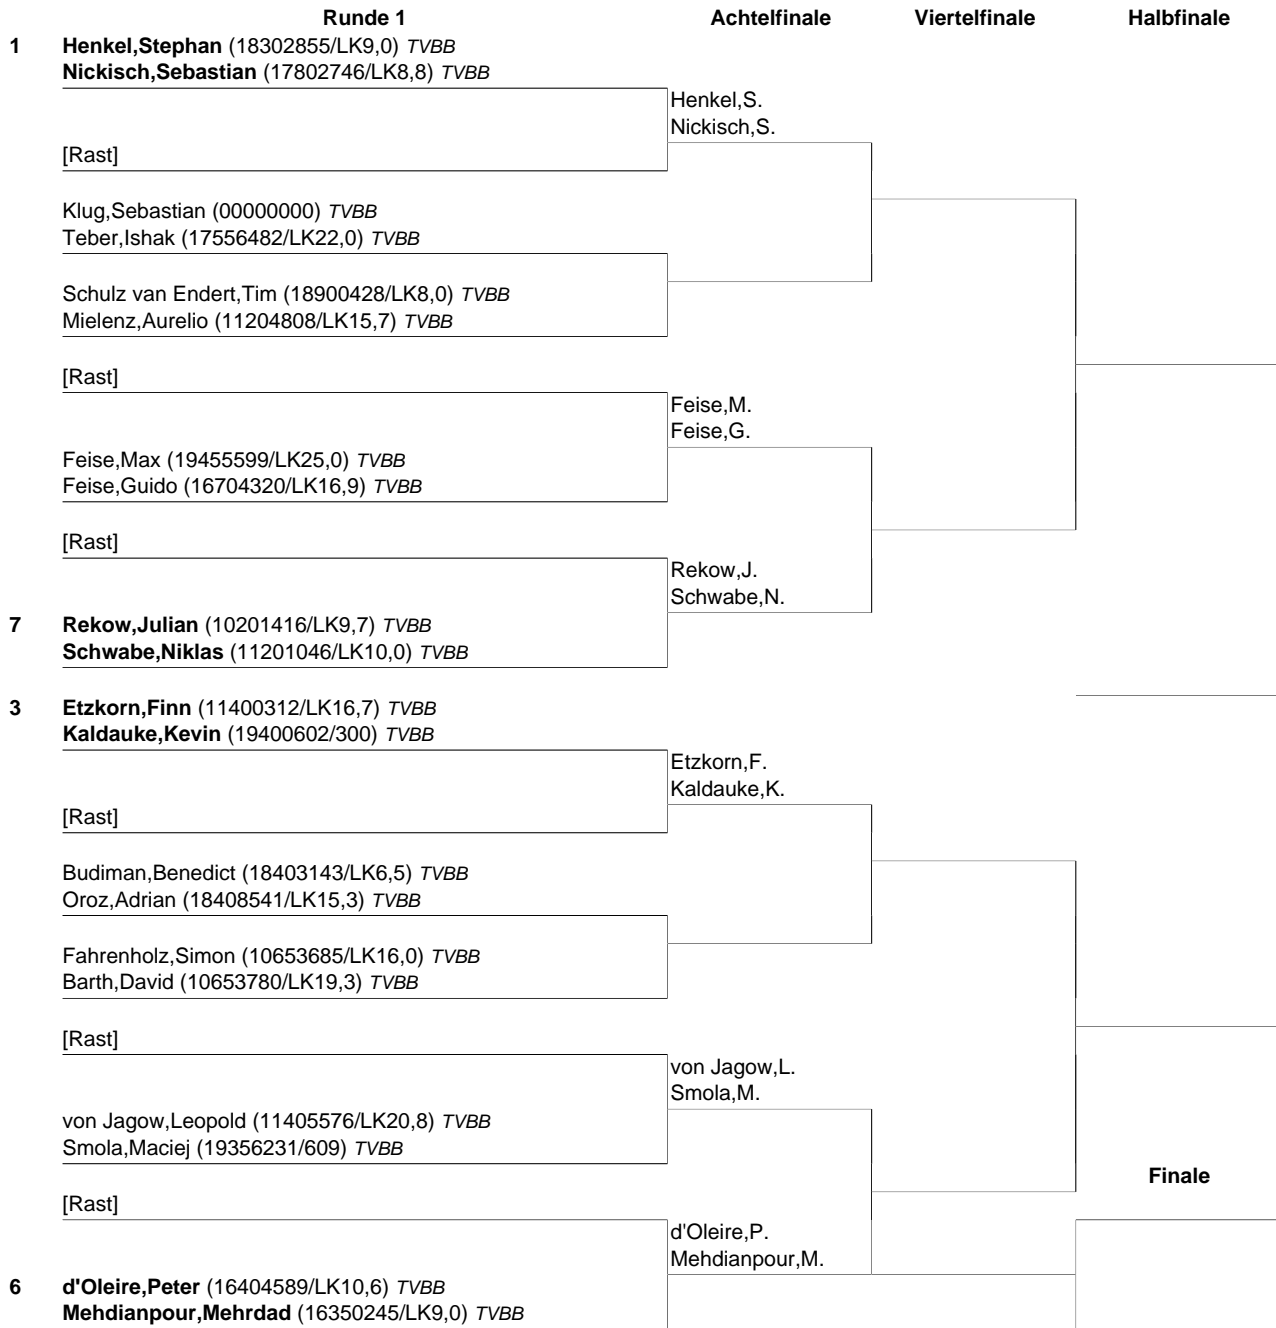 Runde 1 Achtelfinale Viertelfinale Halbfinale
1 Henkel,Stephan (18302855/LK9,0) TVBB
Nickisch,Sebastian (17802746/LK8,8) TVBB
Henkel,S.
Nickisch,S.
[Rast]
Klug,Sebastian (00000000) TVBB
Teber,Ishak (17556482/LK22,0) TVBB
Schulz van Endert,Tim (18900428/LK8,0) TVBB
Mielenz,Aurelio (11204808/LK15,7) TVBB
[Rast]
Feise,M.
Feise,G.
Feise,Max (19455599/LK25,0) TVBB
Feise,Guido (16704320/LK16,9) TVBB
[Rast]
Rekow,J.
Schwabe,N.
7 Rekow,Julian (10201416/LK9,7) TVBB
Schwabe,Niklas (11201046/LK10,0) TVBB
3 Etzkorn,Finn (11400312/LK16,7) TVBB
Kaldauke,Kevin (19400602/300) TVBB
Etzkorn,F.
Kaldauke,K.
[Rast]
Budiman,Benedict (18403143/LK6,5) TVBB
Oroz,Adrian (18408541/LK15,3) TVBB
Fahrenholz,Simon (10653685/LK16,0) TVBB
Barth,David (10653780/LK19,3) TVBB
[Rast]
von Jagow,L.
Smola,M.
von Jagow,Leopold (11405576/LK20,8) TVBB
Smola,Maciej (19356231/609) TVBB
Finale
[Rast]
d'Oleire,P.
Mehdianpour,M.
6 d'Oleire,Peter (16404589/LK10,6) TVBB
Mehdianpour,Mehrdad (16350245/LK9,0) TVBB